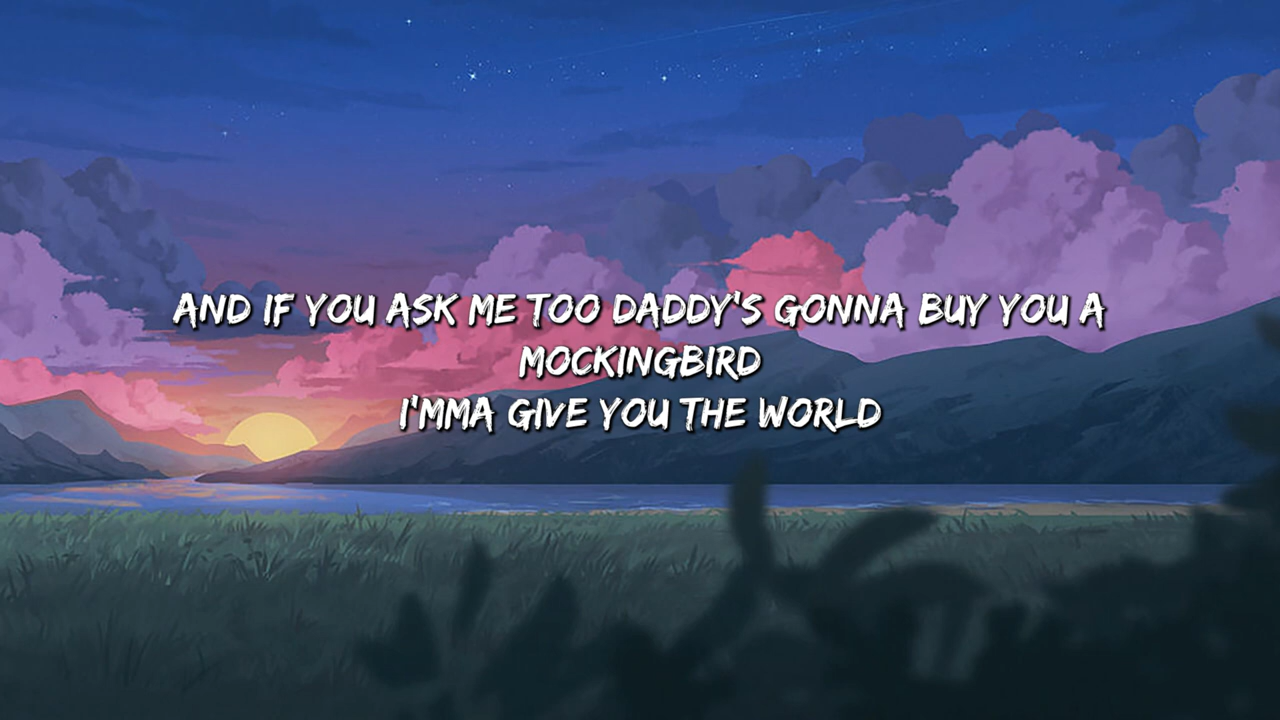 AND IF YOU ASK ME TOO DADDY'S GONNA BUY YOU A
MOCKINGBIRD
I'MMA GIVE YOU THE WORLD